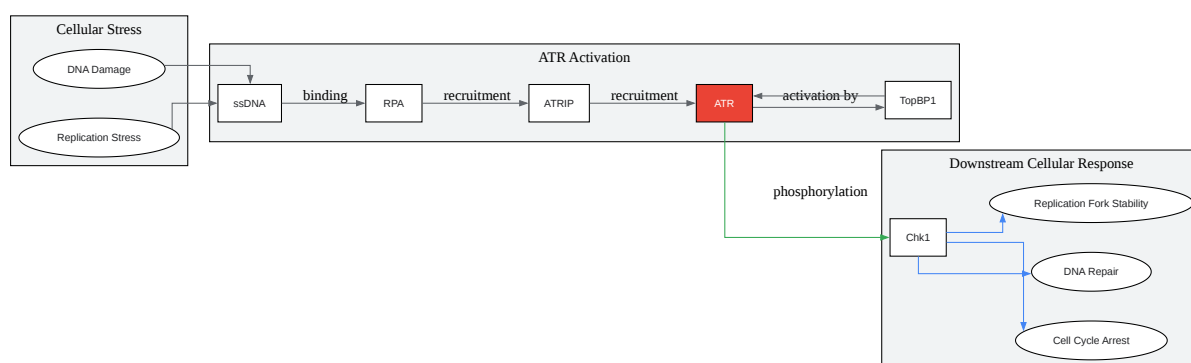 Cellular Stress
DNA Damage
Replication Stress
ATR Activation
ssDNA
binding
RPA
recruitment
ATRIP
recruitment
ATR
activation by
TopBP1
phosphorylation
Downstream Cellular Response
Replication Fork Stability
Chk1
DNA Repair
Cell Cycle Arrest